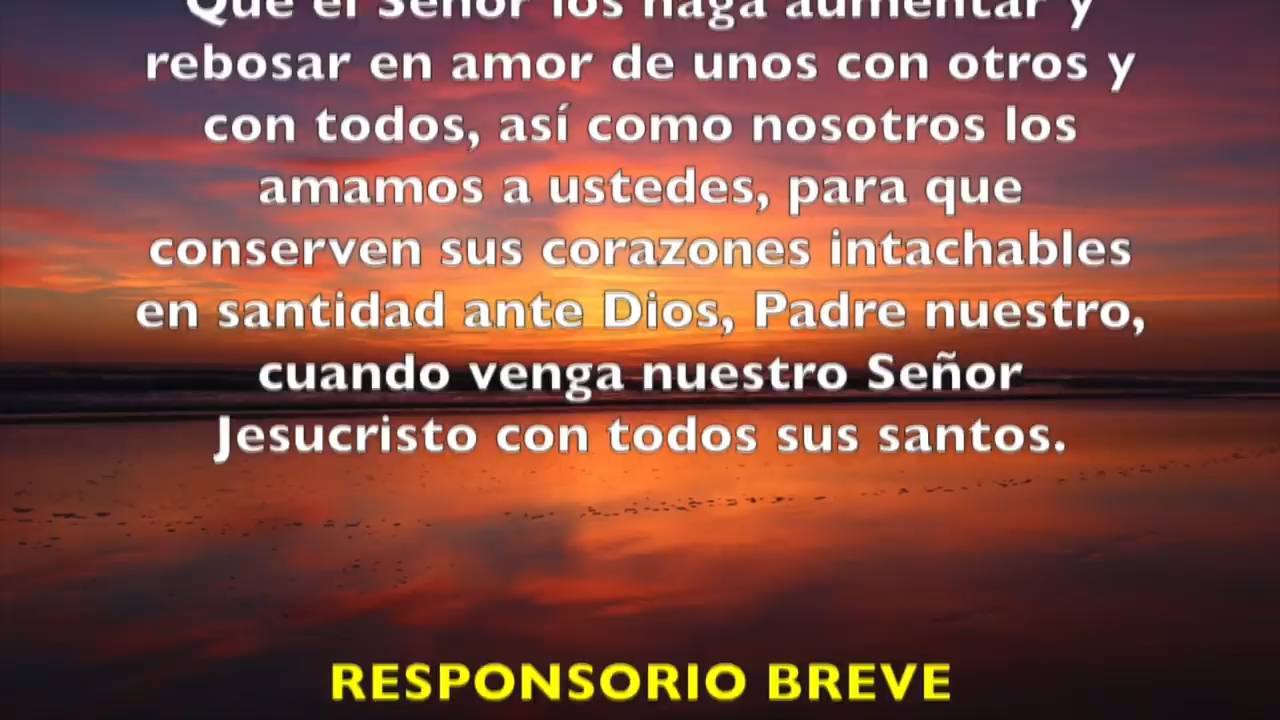 Que el Señor los haga aumentar y
rebosar en amor de unos con otros y
con todos, así como nosotros los
amamos a ustedes, para que
conserven sus corazones intachables
en santidad ante Dios, Padre nuestro,
cuando venga nuestro Señor
Jesucristo con todos sus santos.
RESPONSORIO BREVE